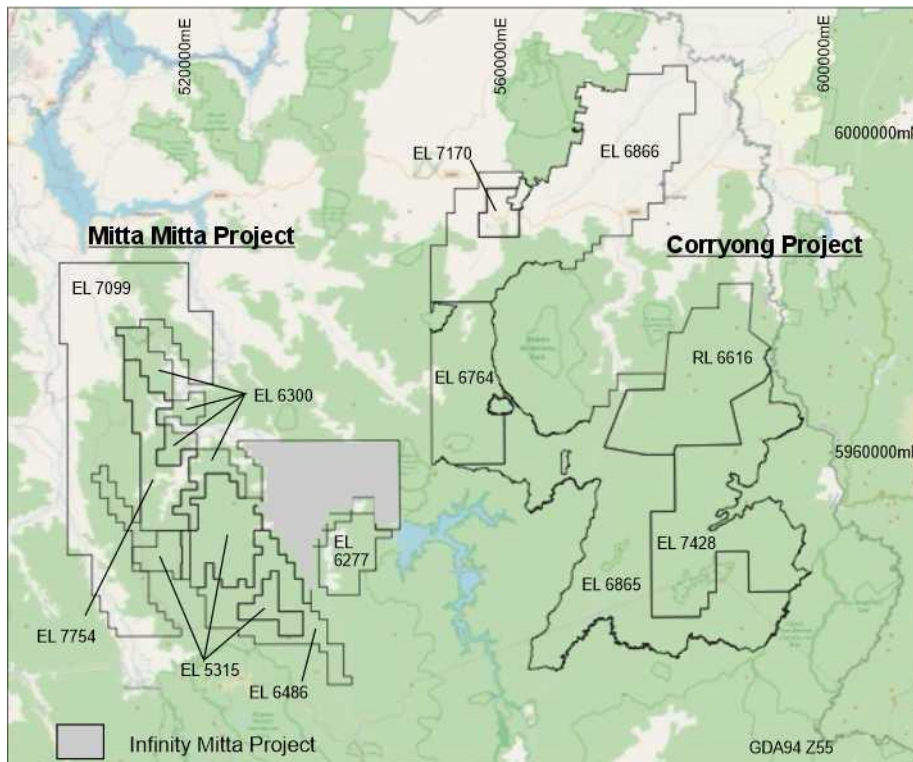 520000mE
560000mE
600000mE
6000000mN
EL 7170
EL 6866
Mitta Mitta Project
Corryong Project
EL 7099
RL 6616
EL 6764
EL 6300
5960000mN
EL
6277
EL 7428
EL 6865
EL 7754
EL 5315
EL 6486
Infinity Mitta Project
GDA94 Z55